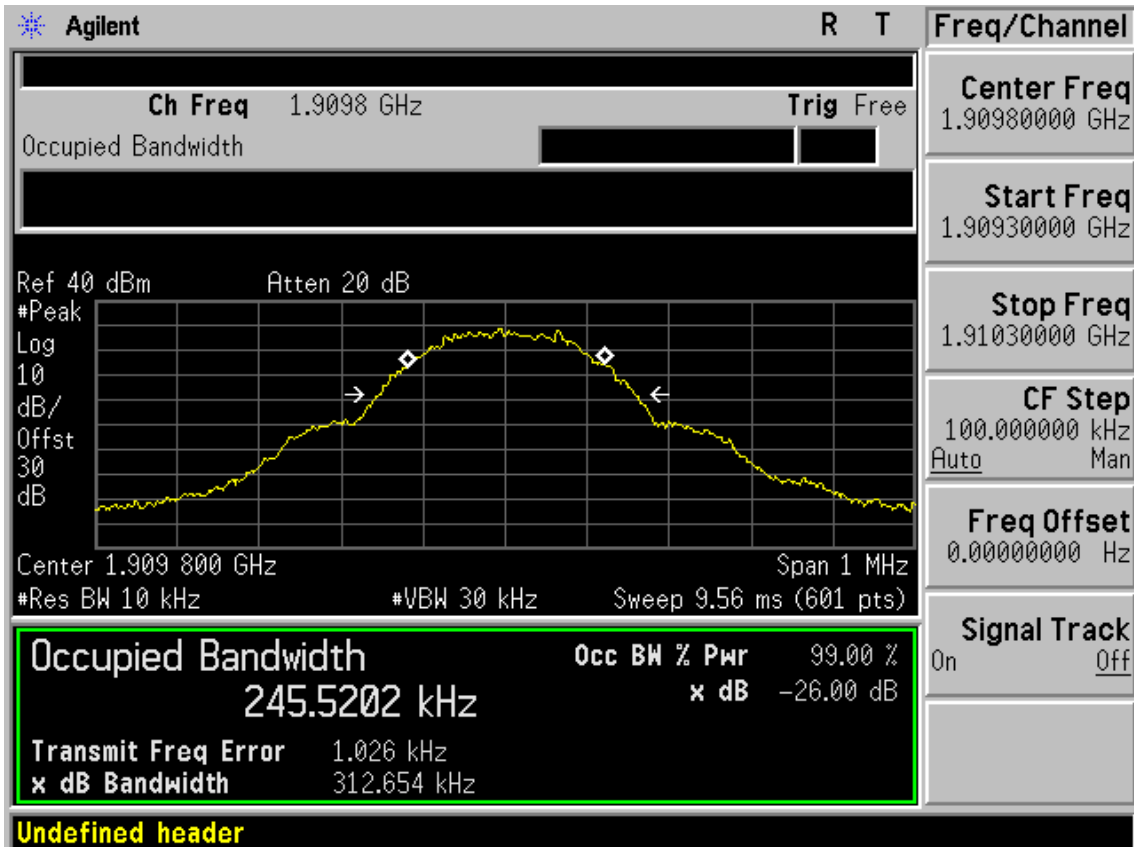 Agilent R T
Ch Freq 1.9098 GHz Trig Free
Occupied Bandwidth
Ref 40 dBm Atten 20 dB
#Peak
Log
10
dB/
Offst
30
dB
Center 1.909 800 GHz Span 1 MHz
#Res BW 10 kHz #VBW 30 kHz Sweep 9.56 ms (601 pts)
Occupied Bandwidth
245.5202 kHz
Occ BW % Pwr 99.00 %
x dB -26.00 dB
Transmit Freq Error 1.026 kHz
x dB Bandwidth 312.654 kHz
Undefined header
Freq/Channel
Center Freq
1.90980000 GHz
Start Freq
1.90930000 GHz
Stop Freq
1.91030000 GHz
CF Step
100.000000 kHz
Auto Man
Freq Offset
0.00000000 Hz
Signal Track
On Off